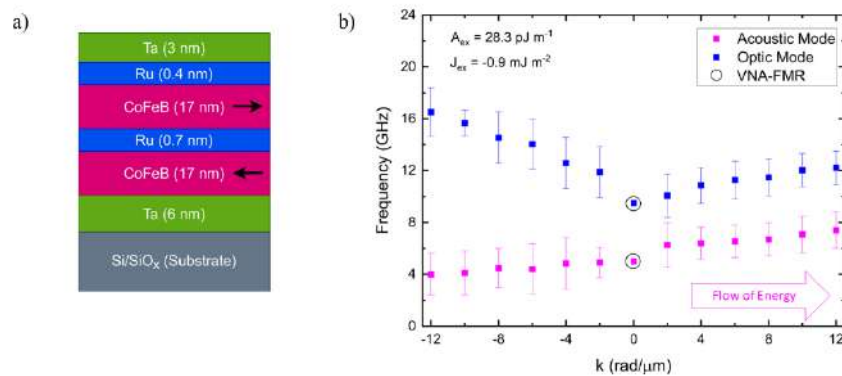 a)
Ta (3 nm)
Ru (0.4 nm)
CoFeB (17 nm)
Ru (0.7 nm)
CoFeB (17 nm)
Ta (6 nm)
Si/SiOx (Substrate)
b)
24
20
16
12
8
4
0
Frequency (GHz)
Aex = 28.3 pJ m-1
Jex = -0.9 mJ m-2
Acoustic Mode
Optic Mode
VNA-FMR
Flow of Energy
-12 -8 -4 0 4 8 12
k (rad/μm)